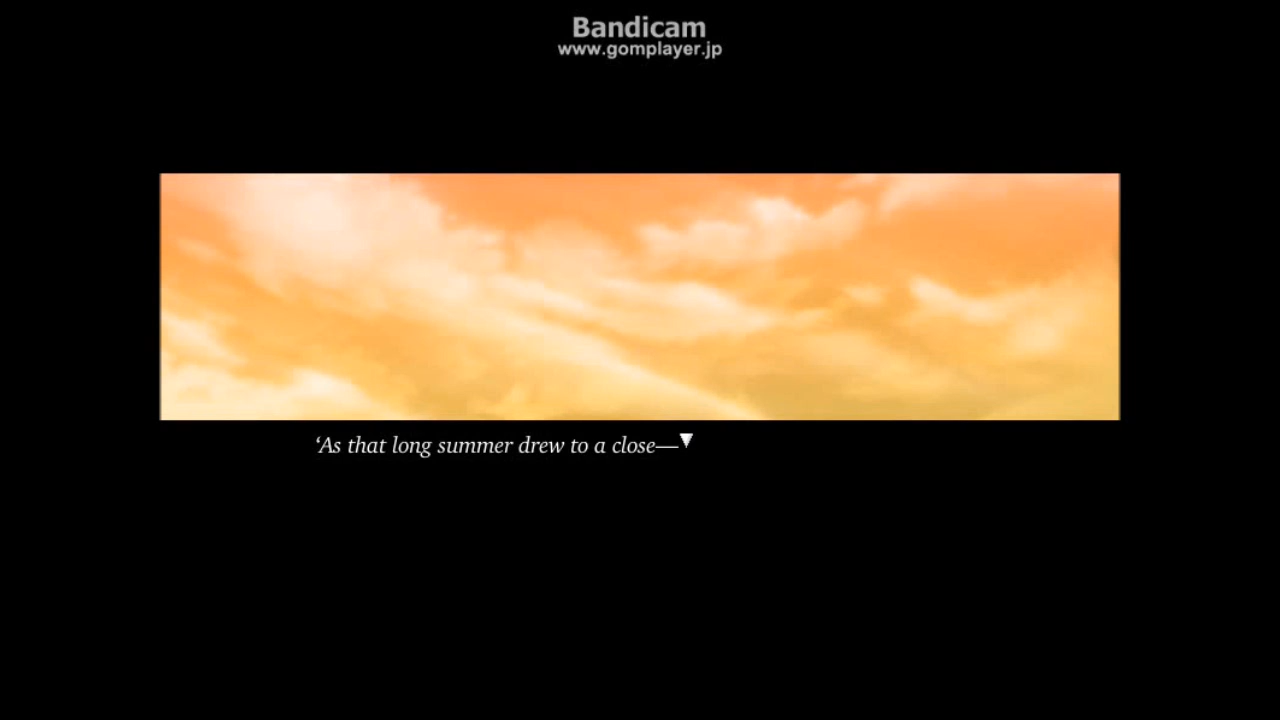 Bandicam
www.gomplayer.jp
‘As that long summer drew to a close—